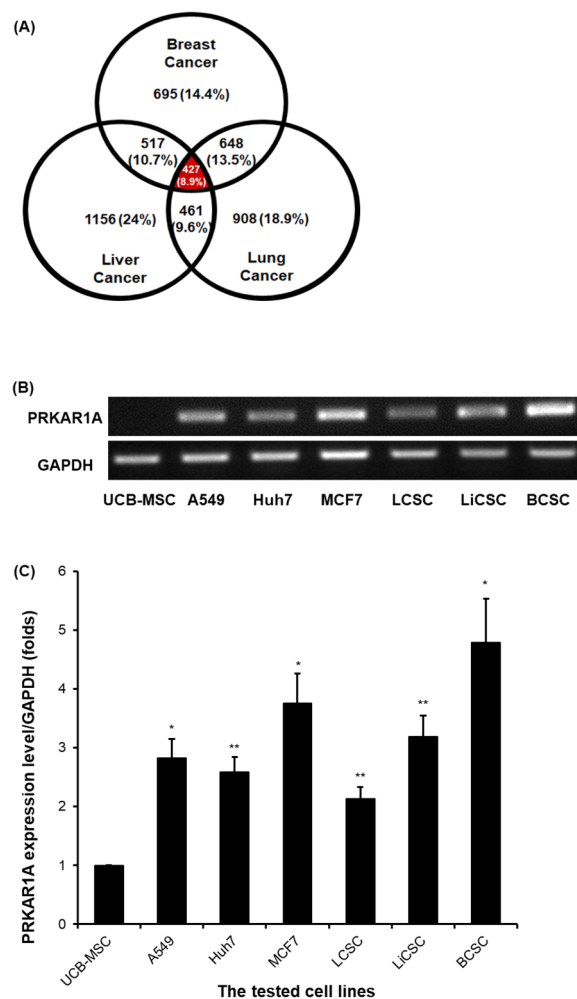 (A)
Breast
Cancer
695 (14.4%)
517
(10.7%)
648
(13.5%)
427
(8.9%)
1156 (24%)
461
(9.6%)
908 (18.9%)
Liver
Cancer
Lung
Cancer
(B)
PRKAR1A
GAPDH
UCB-MSC A549 Huh7 MCF7 LCSC LiCSC BCSC
(C)
PRKAR1A expression level/GAPDH (folds)
6
5
4
3
2
1
0
* ** * ** ** *
UCB-MSC A549 Huh7 MCF7 LCSC LiCSC BCSC
The tested cell lines